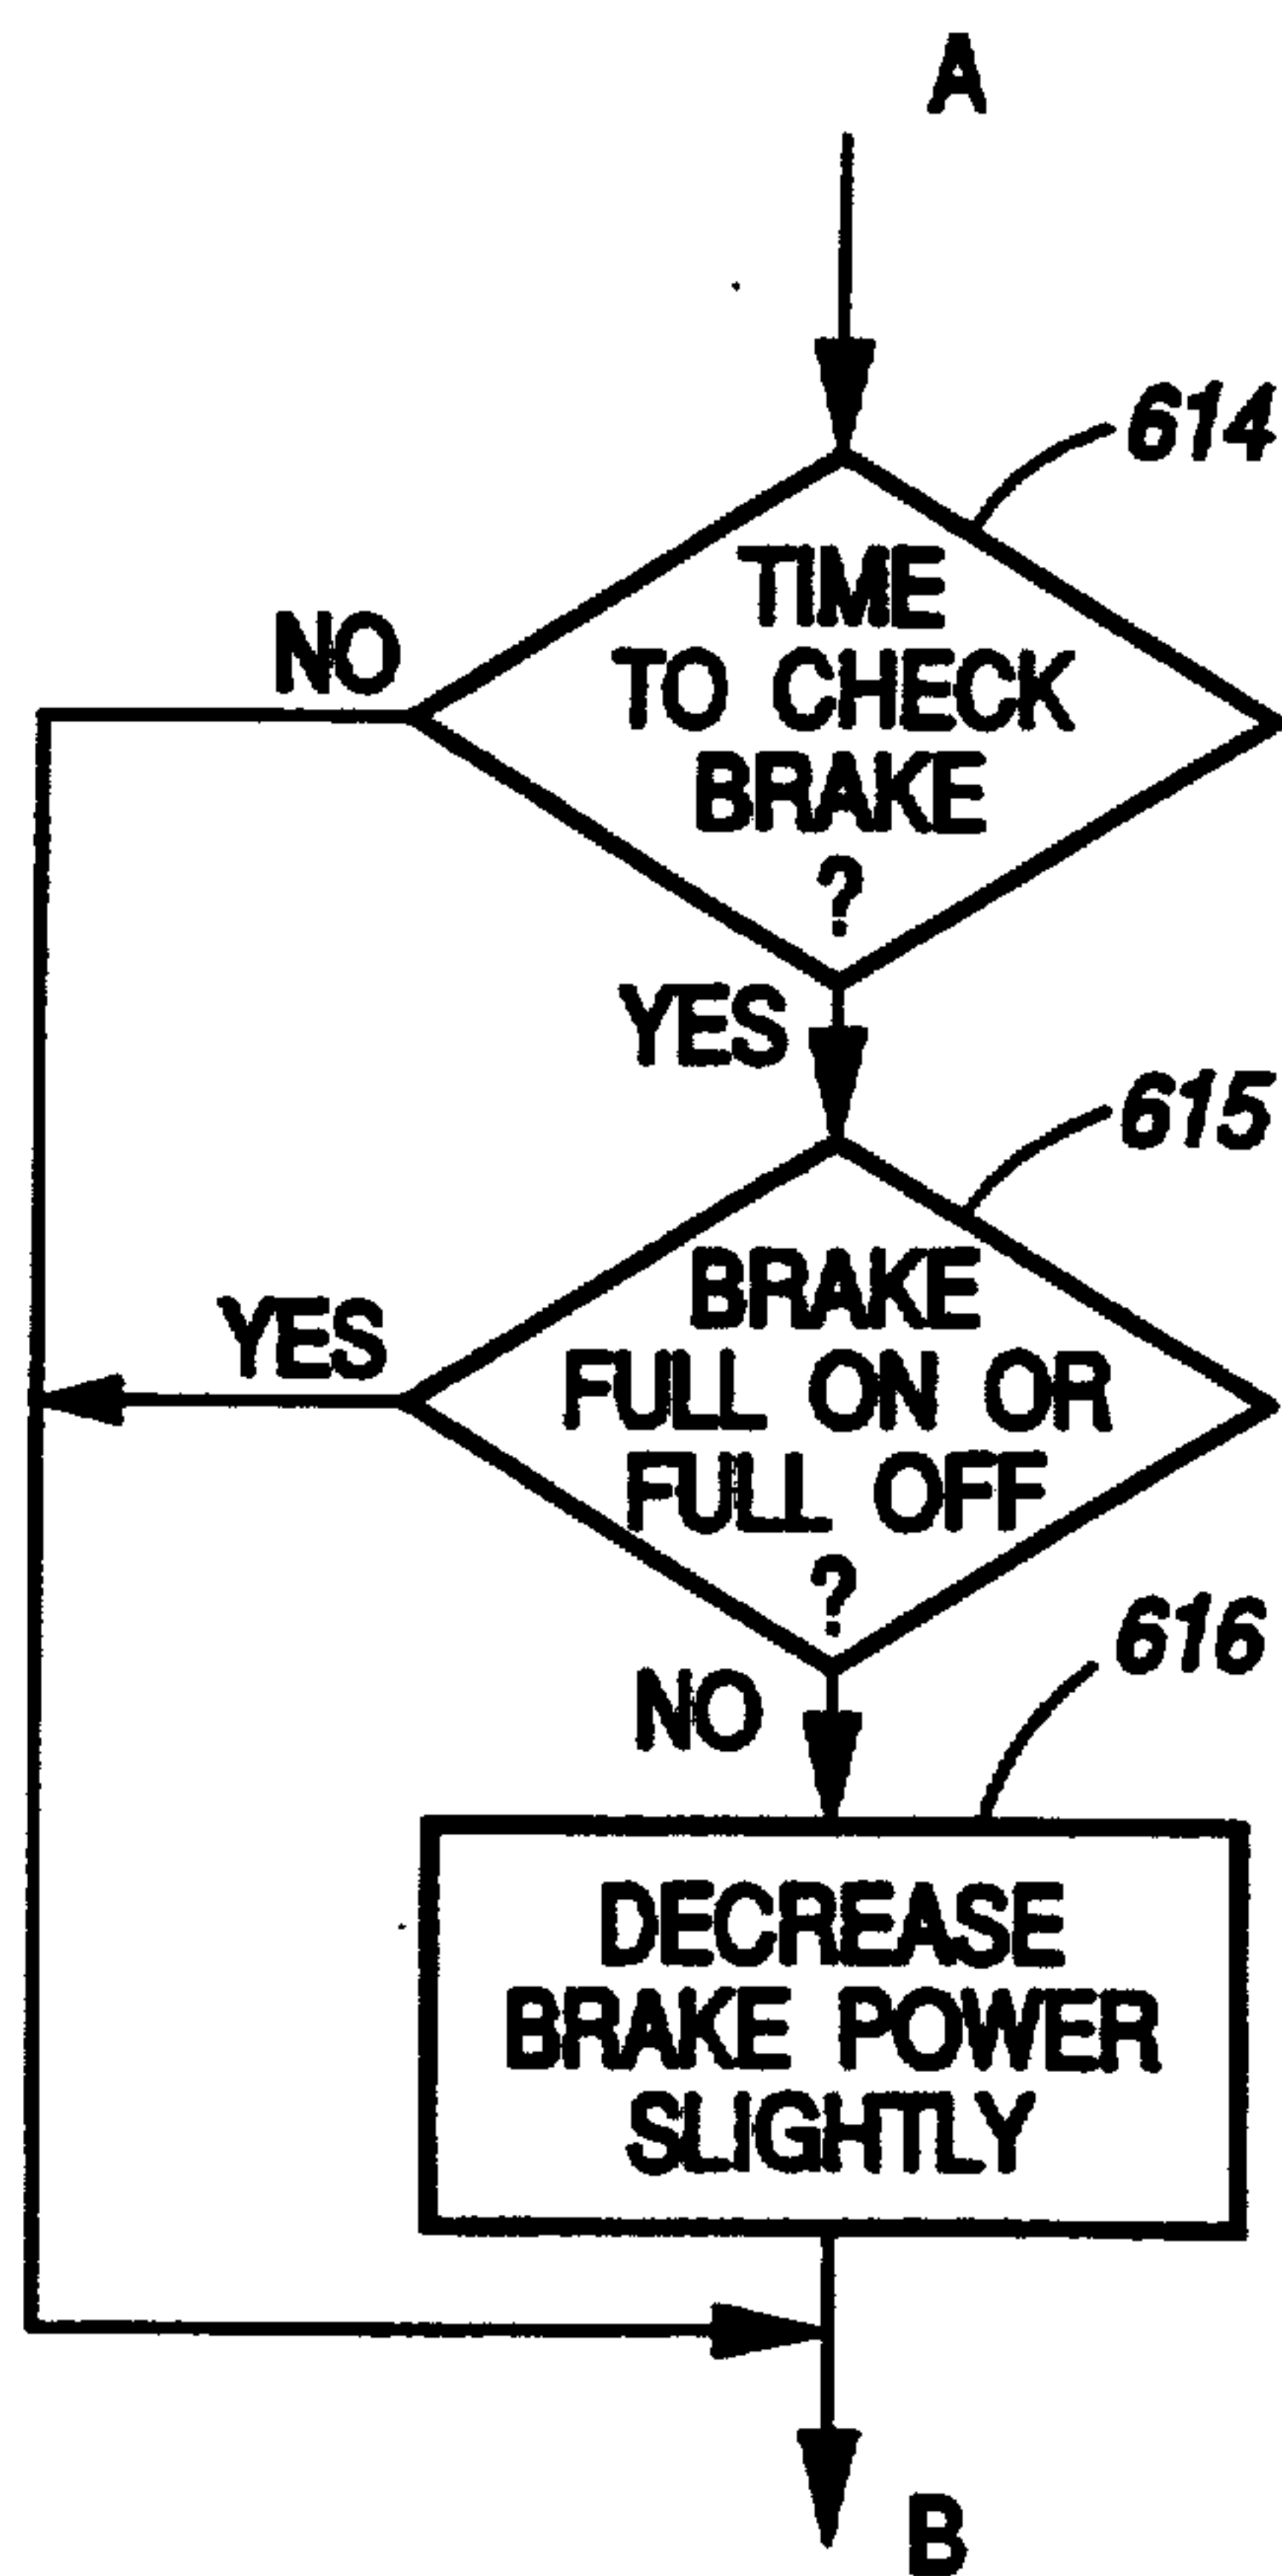 A
614
TIME
TO CHECK
BRAKE
?
NO
YES
615
BRAKE
FULL ON OR
FULL OFF
?
YES
NO
616
DECREASE
BRAKE POWER
SLIGHTLY
B